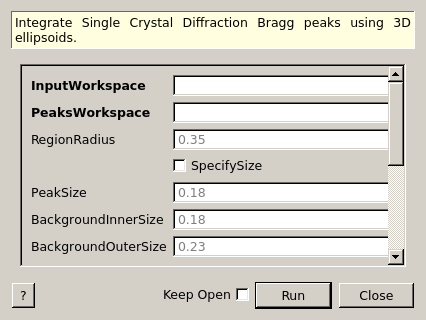 Integrate Single Crystal Diffraction Bragg peaks using 3D
ellipsoids.
InputWorkspace
PeaksWorkspace
RegionRadius 0.35
SpecifySize
PeakSize 0.18
BackgroundInnerSize 0.18
BackgroundOuterSize 0.23
? Keep Open Run Close